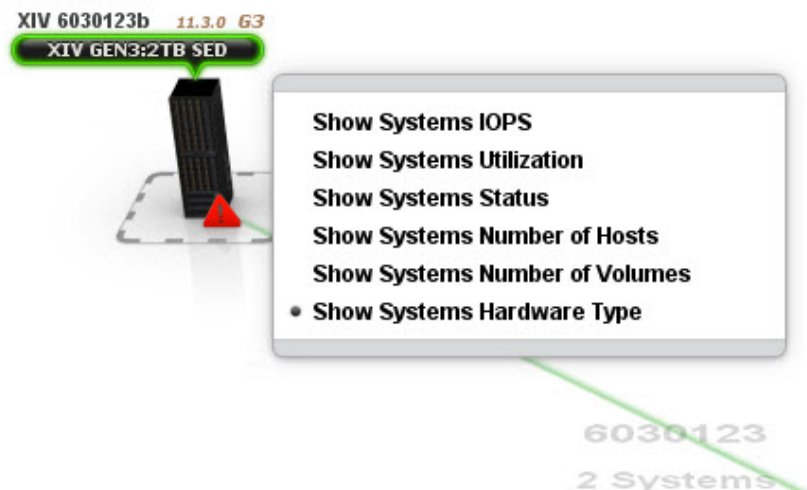 XIV 6030123b 11.3.0 G3
XIV GEN3:2TB SED
Show Systems IOPS
Show Systems Utilization
Show Systems Status
Show Systems Number of Hosts
Show Systems Number of Volumes
Show Systems Hardware Type
6030123
2 Systems